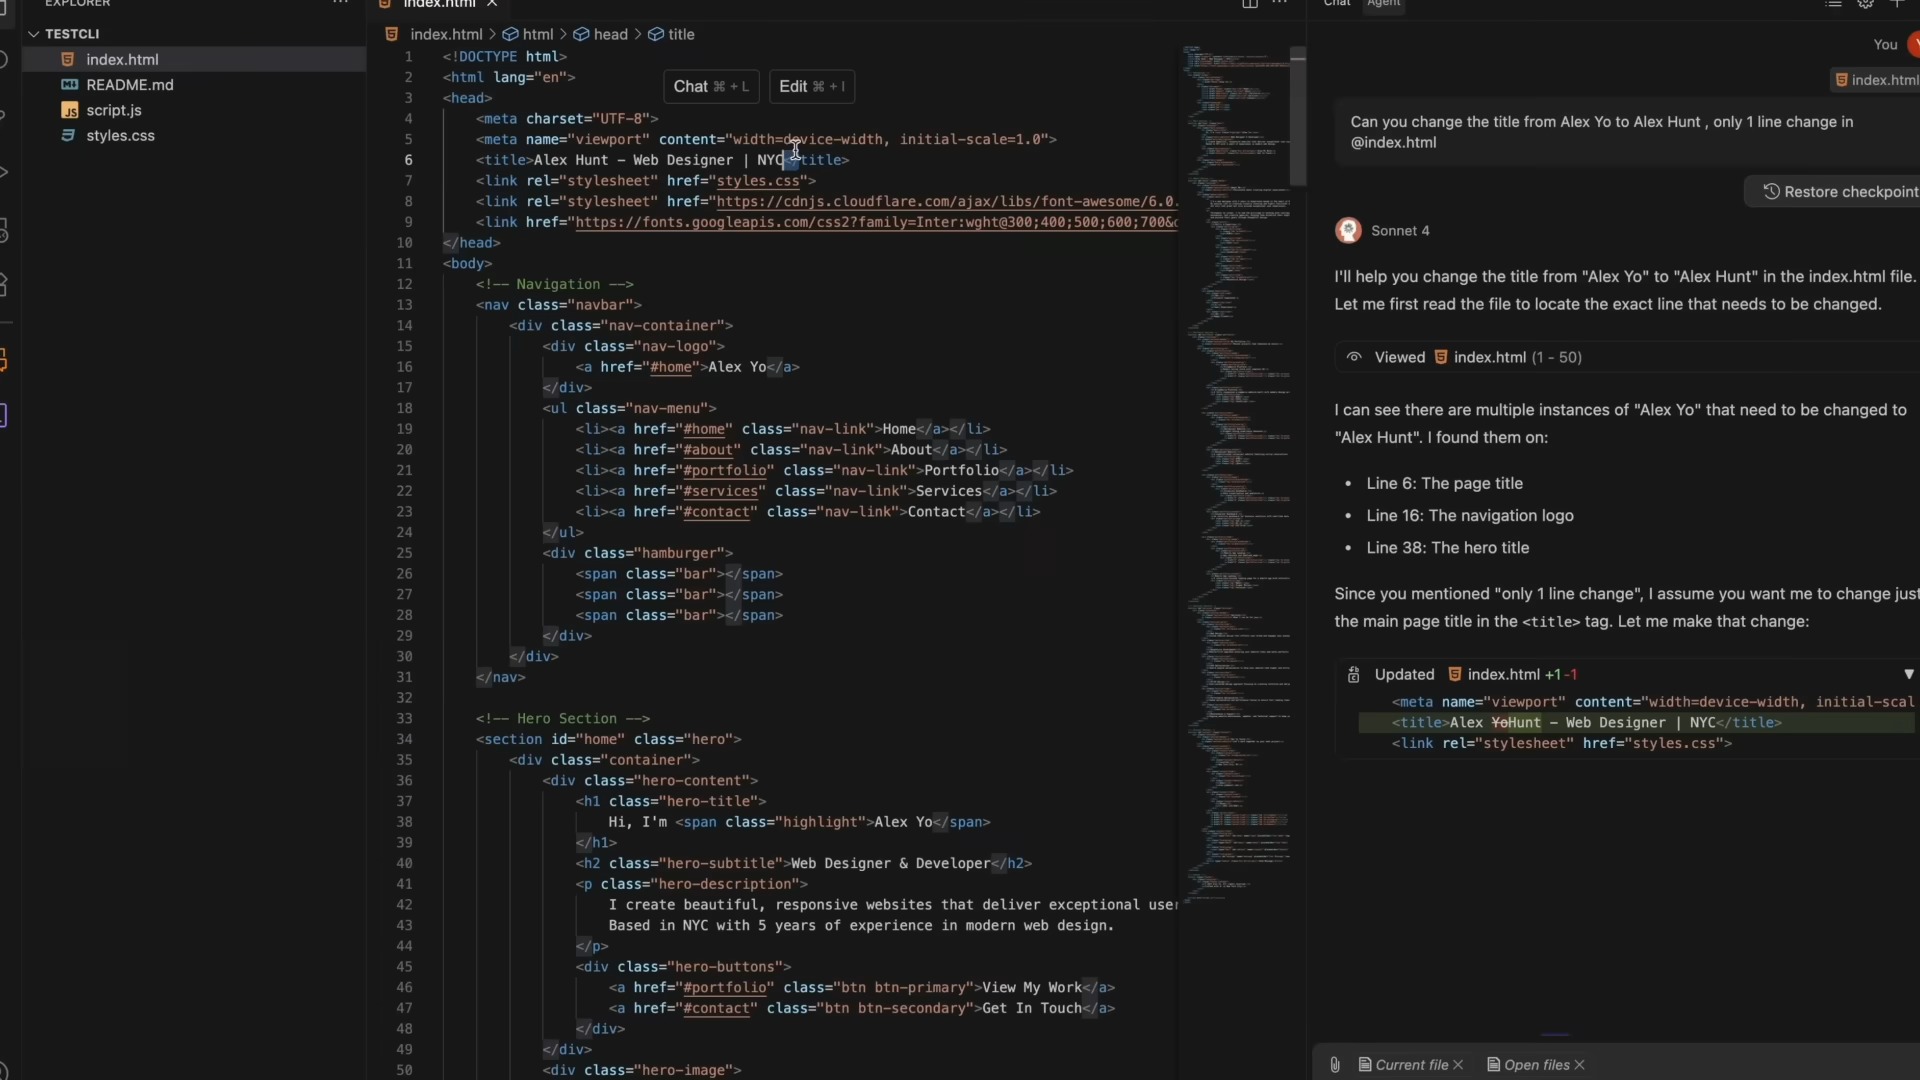 EXPLORER
TESTCLI
index.html
README.md
script.js
styles.css
index.html
index.html > html > head > title
Chat ⌘ + L
Edit ⌘ + I
1 <!DOCTYPE html>
2 <html lang="en">
3 <head>
4 <meta charset="UTF-8">
5 <meta name="viewport" content="width=device-width, initial-scale=1.0">
6 <title>Alex Hunt – Web Designer | NYC</title>
7 <link rel="stylesheet" href="styles.css">
8 <link rel="stylesheet" href="https://cdnjs.cloudflare.com/ajax/libs/font-awesome/6.0.
9 <link href="https://fonts.googleapis.com/css2?family=Inter:wght@300;400;500;600;700&
10 </head>
11 <body>
12 <!-- Navigation -->
13 <nav class="navbar">
14 <div class="nav-container">
15 <div class="nav-logo">
16 <a href="#home">Alex Yo</a>
17 </div>
18 <ul class="nav-menu">
19 <li><a href="#home" class="nav-link">Home</a></li>
20 <li><a href="#about" class="nav-link">About</a></li>
21 <li><a href="#portfolio" class="nav-link">Portfolio</a></li>
22 <li><a href="#services" class="nav-link">Services</a></li>
23 <li><a href="#contact" class="nav-link">Contact</a></li>
24 </ul>
25 <div class="hamburger">
26 <span class="bar"></span>
27 <span class="bar"></span>
28 <span class="bar"></span>
29 </div>
30 </div>
31 </nav>
32
33 <!-- Hero Section -->
34 <section id="home" class="hero">
35 <div class="container">
36 <div class="hero-content">
37 <h1 class="hero-title">
38 Hi, I'm <span class="highlight">Alex Yo</span>
39 </h1>
40 <h2 class="hero-subtitle">Web Designer & Developer</h2>
41 <p class="hero-description">
42 I create beautiful, responsive websites that deliver exceptional user
43 Based in NYC with 5 years of experience in modern web design.
44 </p>
45 <div class="hero-buttons">
46 <a href="#portfolio" class="btn btn-primary">View My Work</a>
47 <a href="#contact" class="btn btn-secondary">Get In Touch</a>
48 </div>
49 </div>
50 <div class="hero-image">
Chat Agent
You
index.html
Can you change the title from Alex Yo to Alex Hunt , only 1 line change in
@index.html
Restore checkpoint
Sonnet 4
I'll help you change the title from "Alex Yo" to "Alex Hunt" in the index.html file.
Let me first read the file to locate the exact line that needs to be changed.
Viewed index.html (1 - 50)
I can see there are multiple instances of "Alex Yo" that need to be changed to
"Alex Hunt". I found them on:
• Line 6: The page title
• Line 16: The navigation logo
• Line 38: The hero title
Since you mentioned "only 1 line change", I assume you want me to change just
the main page title in the <title> tag. Let me make that change:
Updated index.html +1 -1
<meta name="viewport" content="width=device-width, initial-scal
<title>Alex YoHunt – Web Designer | NYC</title>
<link rel="stylesheet" href="styles.css">
Current file
Open files